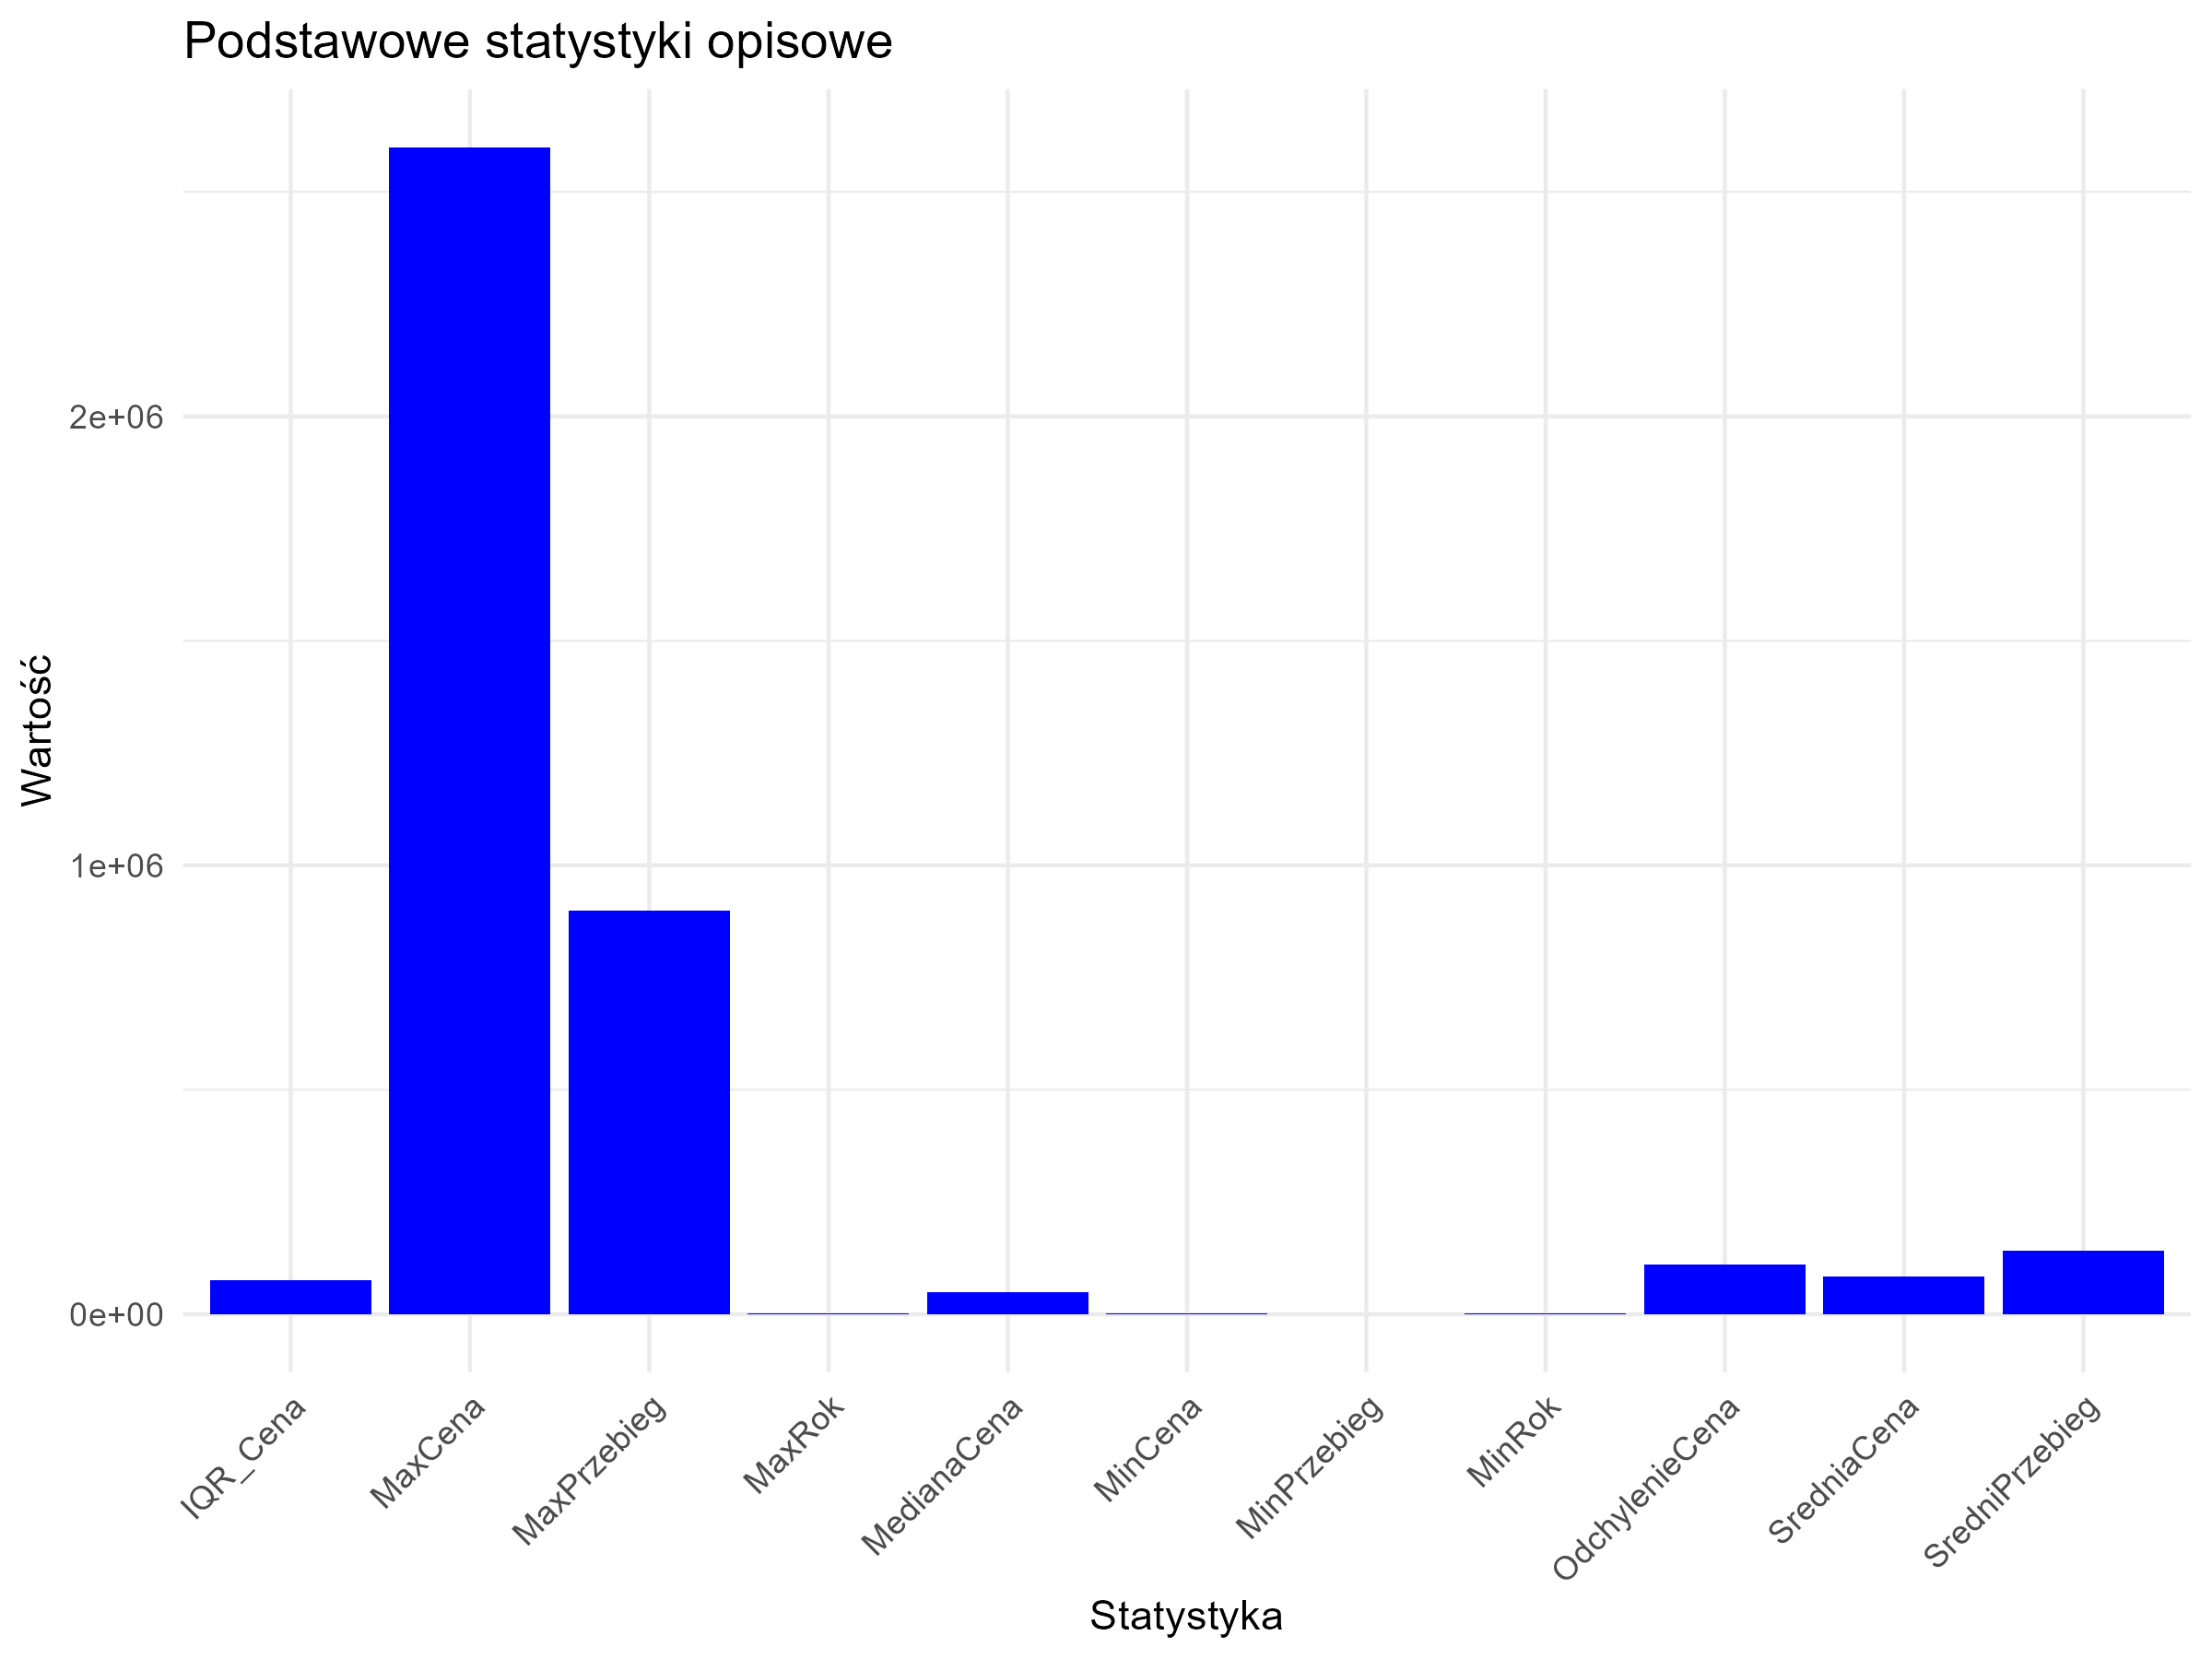 Podstawowe statystyki opisowe
Wartość
2e+06
1e+06
0e+00
IQR_Cena
MaxCena
MaxPrzebieg
MaxRok
MedianaCena
MinCena
MinPrzebieg
MinRok
OdchylenieCena
SredniaCena
SredniPrzebieg
Statystyka